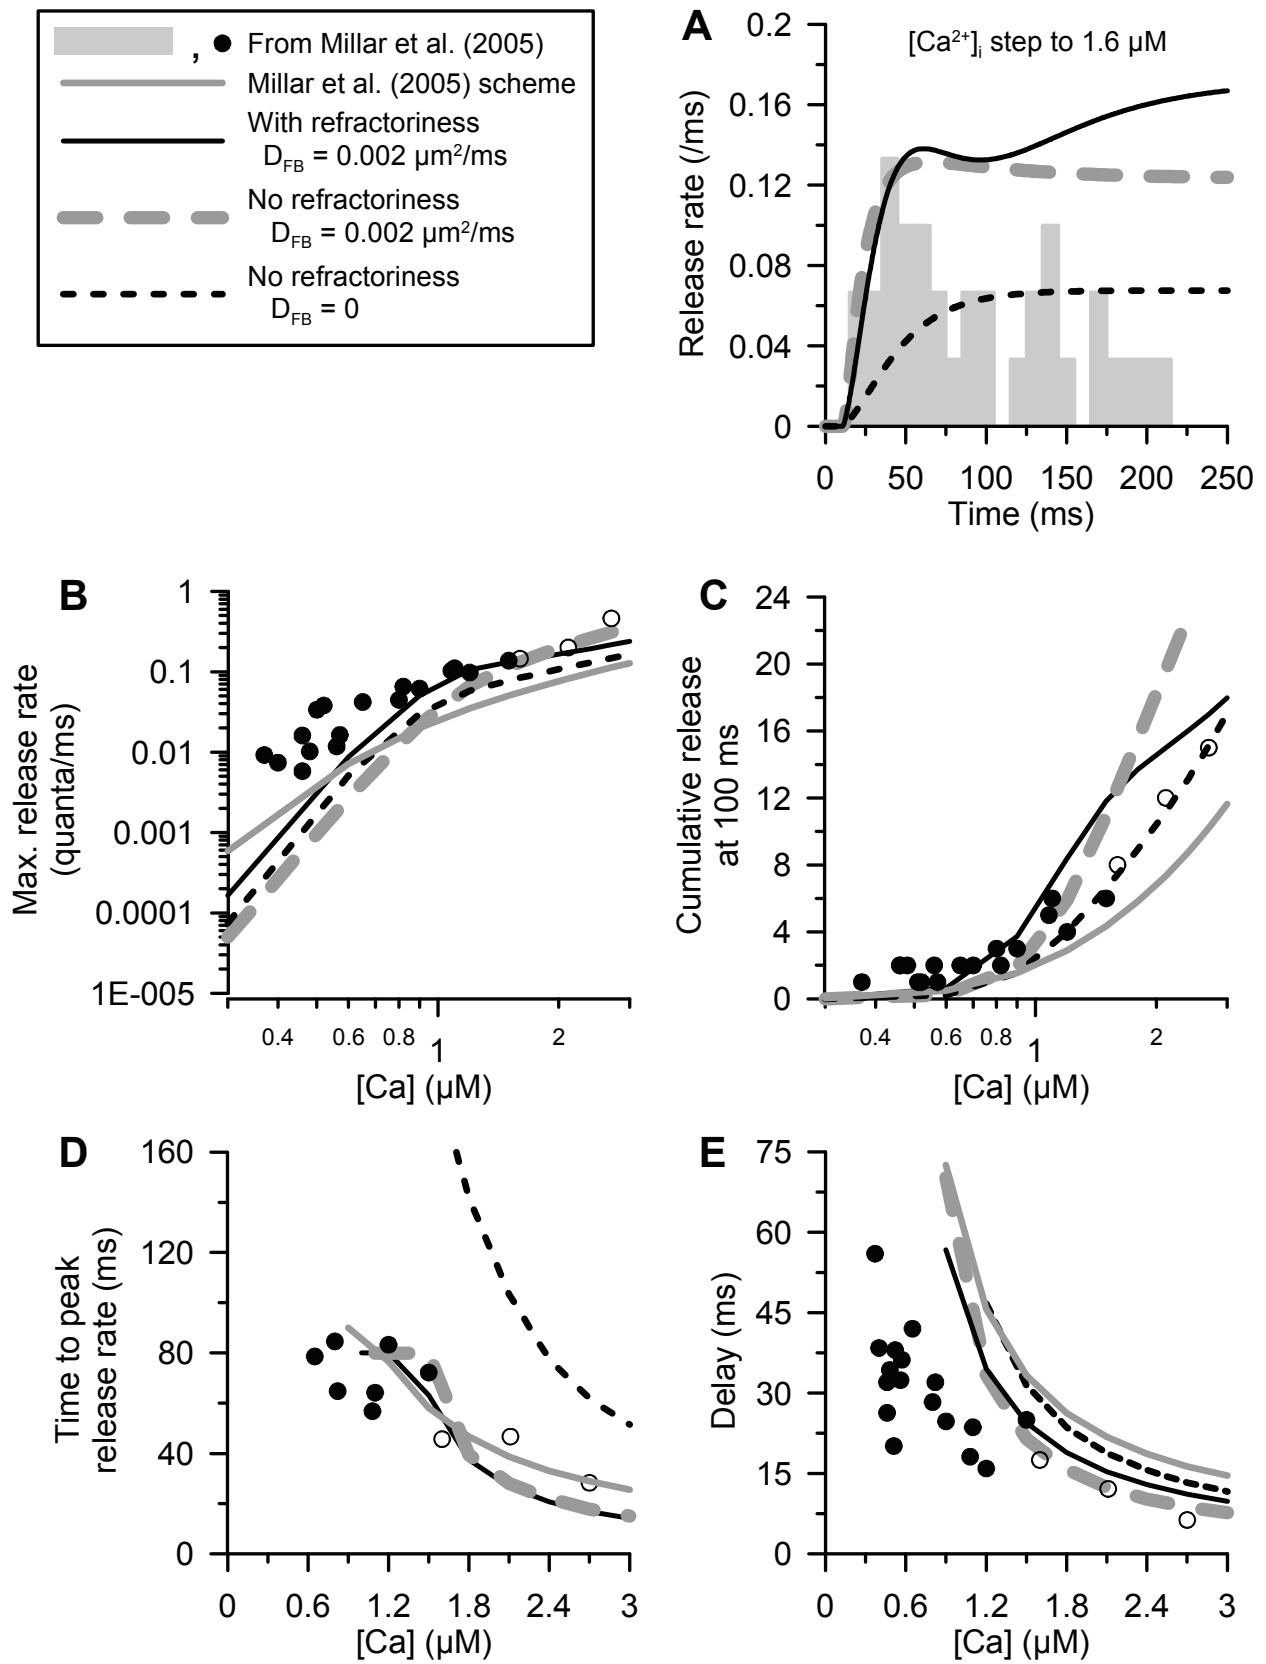 , From Millar et al. (2005)
Millar et al. (2005) scheme
With refractoriness
D_FB = 0.002 µm²/ms
No refractoriness
D_FB = 0.002 µm²/ms
No refractoriness
D_FB = 0
A
[Ca²⁺]_i step to 1.6 µM
Release rate (/ms)
0.2
0.16
0.12
0.08
0.04
0
0 50 100 150 200 250
Time (ms)
B
Max. release rate
(quanta/ms)
1
0.1
0.01
0.001
0.0001
1E-005
0.4 0.6 0.8 1 2
[Ca] (µM)
C
Cumulative release
at 100 ms
24
20
16
12
8
4
0
0.4 0.6 0.8 1 2
[Ca] (µM)
D
Time to peak
release rate (ms)
160
120
80
40
0
0 0.6 1.2 1.8 2.4 3
[Ca] (µM)
E
Delay (ms)
75
60
45
30
15
0
0 0.6 1.2 1.8 2.4 3
[Ca] (µM)